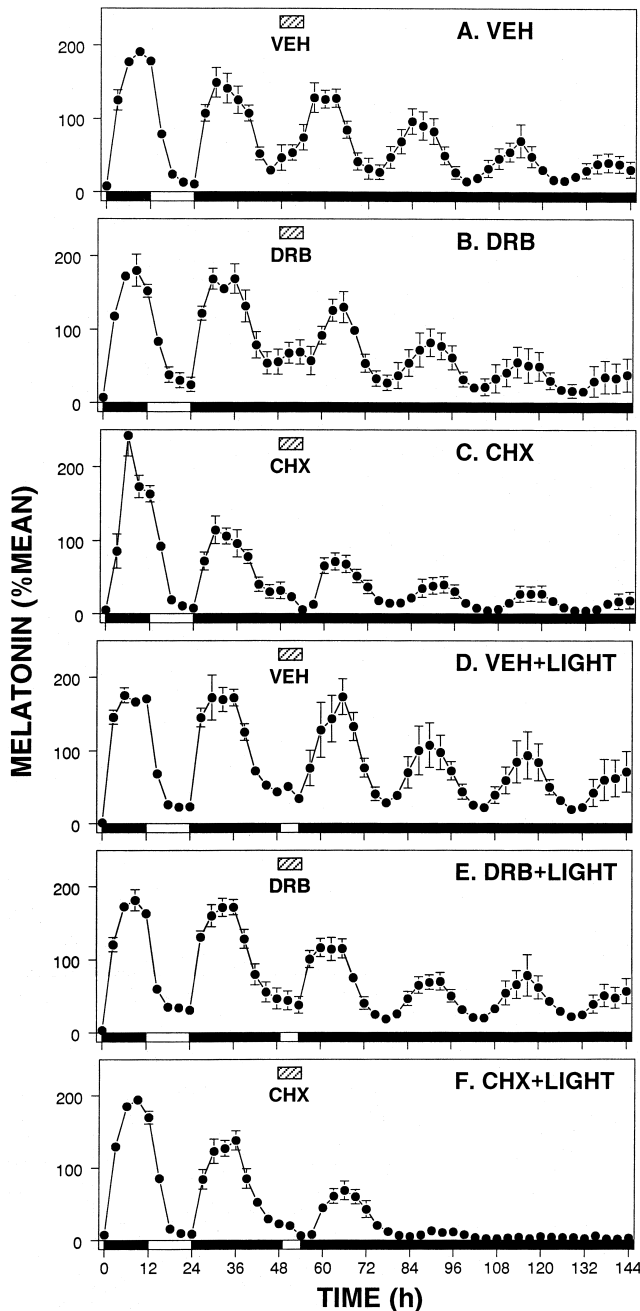 MELATONIN (%MEAN)
A. VEH
VEH
200
100
0
B. DRB
DRB
200
100
0
C. CHX
CHX
200
100
0
D. VEH+LIGHT
VEH
200
100
0
E. DRB+LIGHT
DRB
200
100
0
F. CHX+LIGHT
CHX
200
100
0
0 12 24 36 48 60 72 84 96 108 120 132 144
TIME (h)